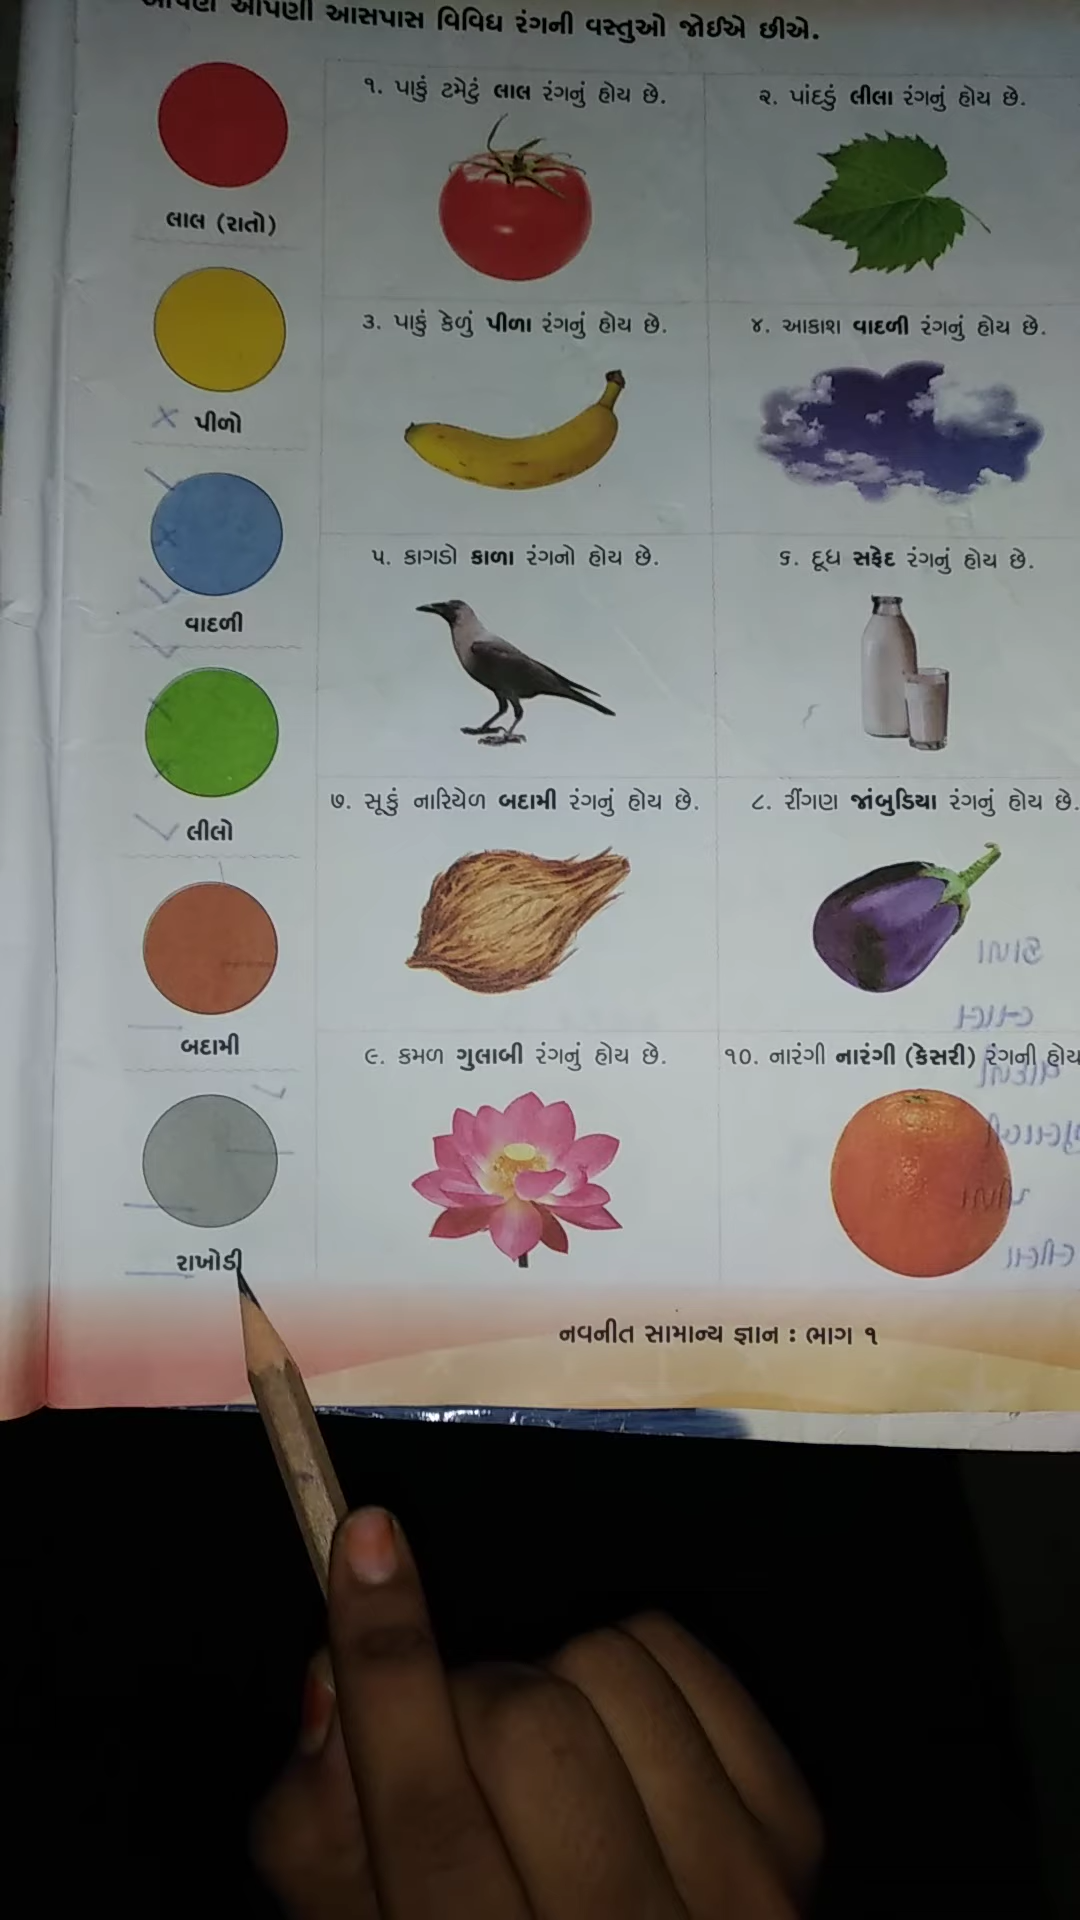 આપણે આપણી આસપાસ વિવિધ રંગની વસ્તુઓ જોઈએ છીએ.
લાલ (રાતો)
પીળો
વાદળી
લીલો
બદામી
રાખોડી
૧. પાકું ટમેટું લાલ રંગનું હોય છે.
૨. પાંદડું લીલા રંગનું હોય છે.
૩. પાકું કેળું પીળા રંગનું હોય છે.
૪. આકાશ વાદળી રંગનું હોય છે.
૫. કાગડો કાળા રંગનો હોય છે.
૬. દૂધ સફેદ રંગનું હોય છે.
૭. સૂકું નારિયેળ બદામી રંગનું હોય છે.
૮. રીંગણ જાંબુડિયા રંગનું હોય છે.
૯. કમળ ગુલાબી રંગનું હોય છે.
૧૦. નારંગી નારંગી (કેસરી) રંગની હોય
નવનીત સામાન્ય જ્ઞાન : ભાગ ૧